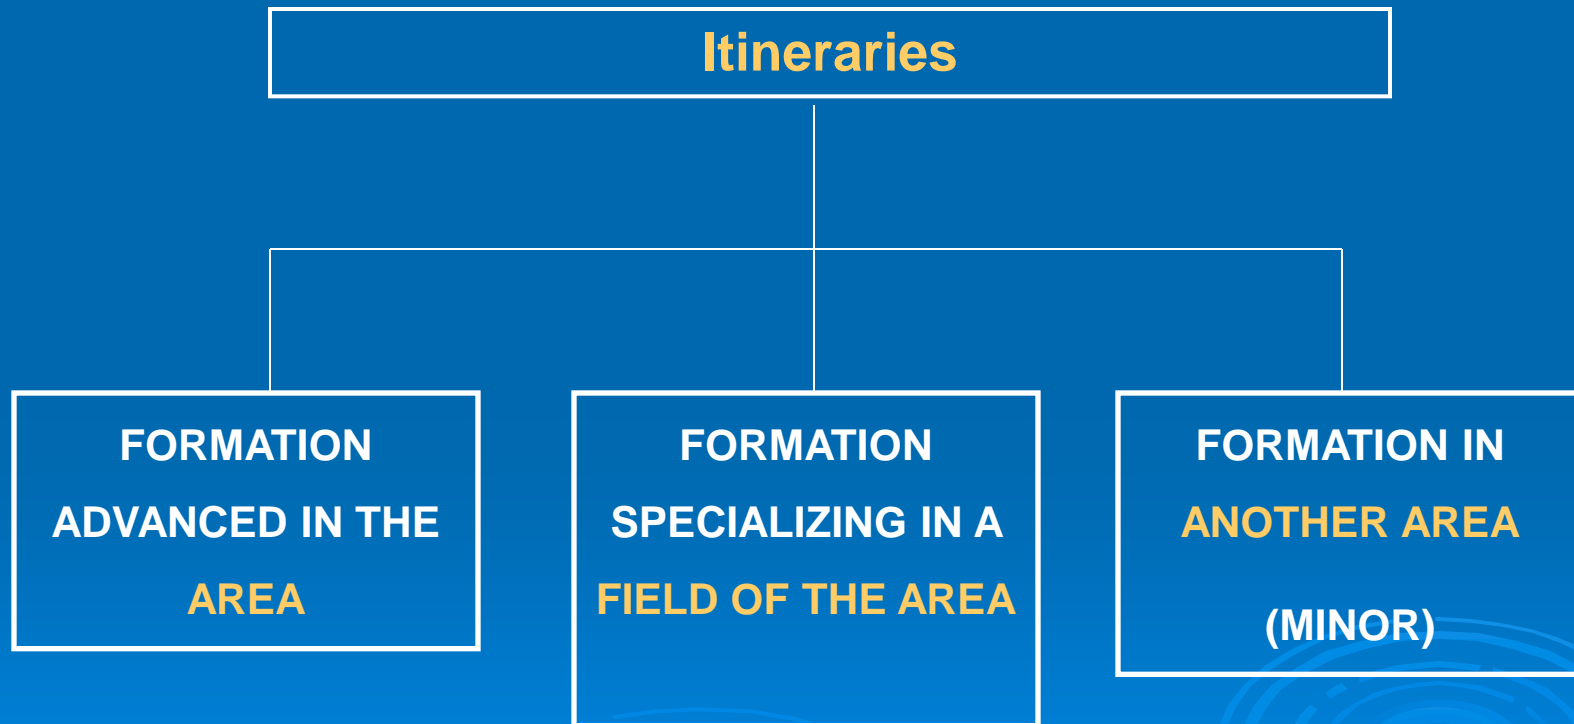 Itineraries
FORMATION
ADVANCED IN THE
AREA
FORMATION
SPECIALIZING IN A
FIELD OF THE AREA
FORMATION IN
ANOTHER AREA
(MINOR)